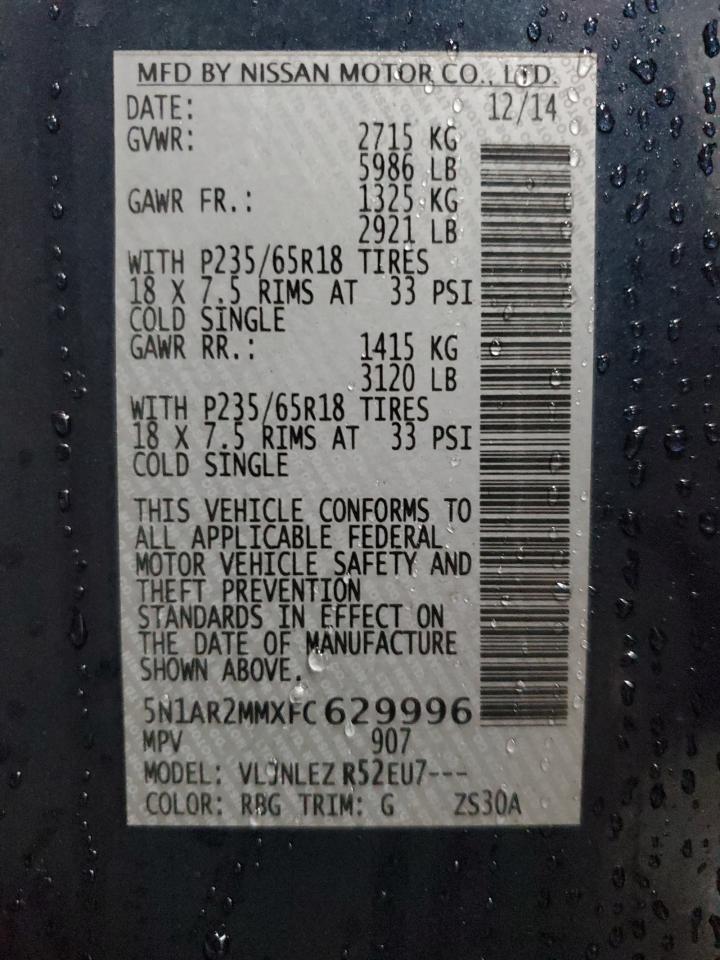 MFD BY NISSAN MOTOR CO., LTD.
DATE: 12/14
GVWR: 2715 KG
5986 LB
GAWR FR.: 1325 KG
2921 LB
WITH P235/65R18 TIRES
18 X 7.5 RIMS AT 33 PSI
COLD SINGLE
GAWR RR.: 1415 KG
3120 LB
WITH P235/65R18 TIRES
18 X 7.5 RIMS AT 33 PSI
COLD SINGLE
THIS VEHICLE CONFORMS TO
ALL APPLICABLE FEDERAL
MOTOR VEHICLE SAFETY AND
THEFT PREVENTION
STANDARDS IN EFFECT ON
THE DATE OF MANUFACTURE
SHOWN ABOVE.
5N1AR2MMXFC629996
MPV 907
MODEL: VLJNLEZ R52EU7---
COLOR: RBG TRIM: G ZS30A